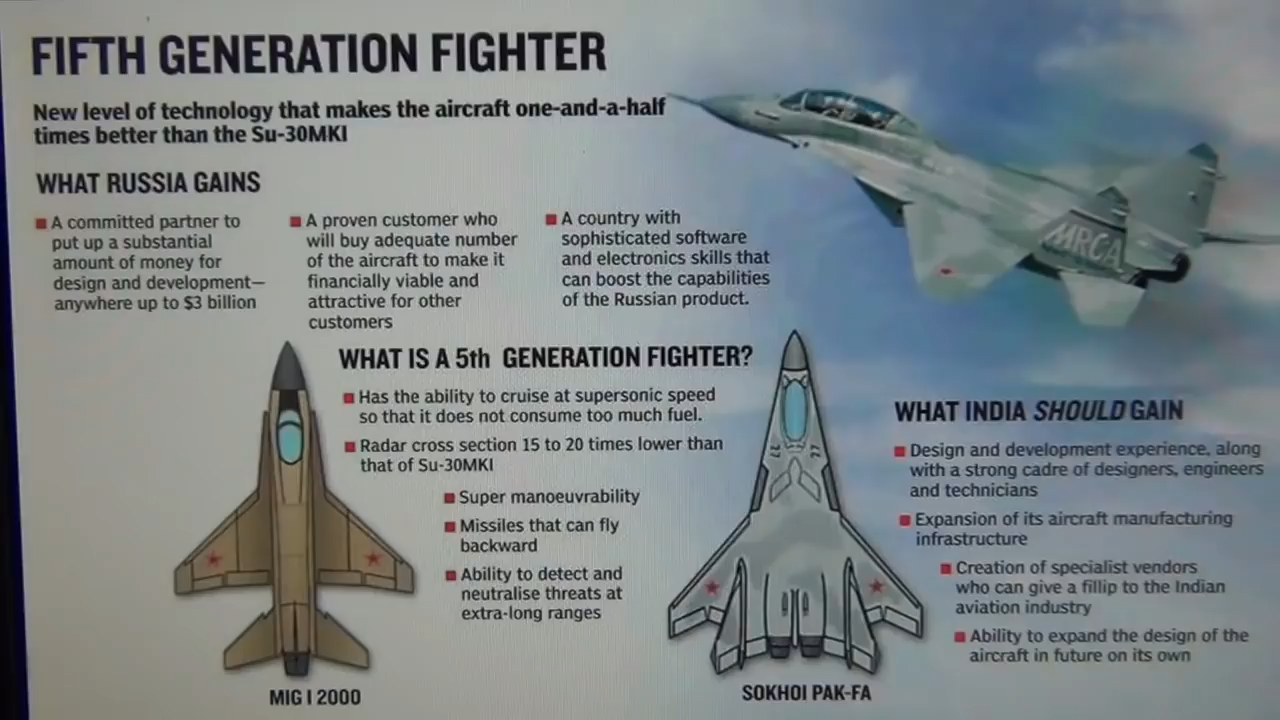 FIFTH GENERATION FIGHTER
New level of technology that makes the aircraft one-and-a-half
times better than the Su-30MKI
WHAT RUSSIA GAINS
A committed partner to
put up a substantial
amount of money for
design and development—
anywhere up to $3 billion
A proven customer who
will buy adequate number
of the aircraft to make it
financially viable and
attractive for other
customers
A country with
sophisticated software
and electronics skills that
can boost the capabilities
of the Russian product.
MRCA
WHAT IS A 5th GENERATION FIGHTER?
Has the ability to cruise at supersonic speed
so that it does not consume too much fuel.
Radar cross section 15 to 20 times lower than
that of Su-30MKI
Super manoeuvrability
Missiles that can fly
backward
Ability to detect and
neutralise threats at
extra-long ranges
WHAT INDIA SHOULD GAIN
Design and development experience, along
with a strong cadre of designers, engineers
and technicians
Expansion of its aircraft manufacturing
infrastructure
Creation of specialist vendors
who can give a fillip to the Indian
aviation industry
Ability to expand the design of the
aircraft in future on its own
MIG I 2000
SOKHOI PAK-FA